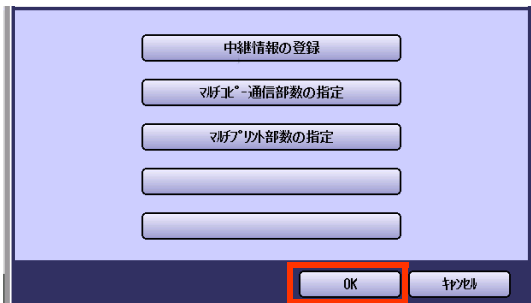 中継情報の登録
ﾏﾙﾁｺﾋﾟｰ通信部数の指定
ﾏﾙﾁﾌﾟﾘﾝﾄ部数の指定
OK
ｷｬﾝｾﾙ